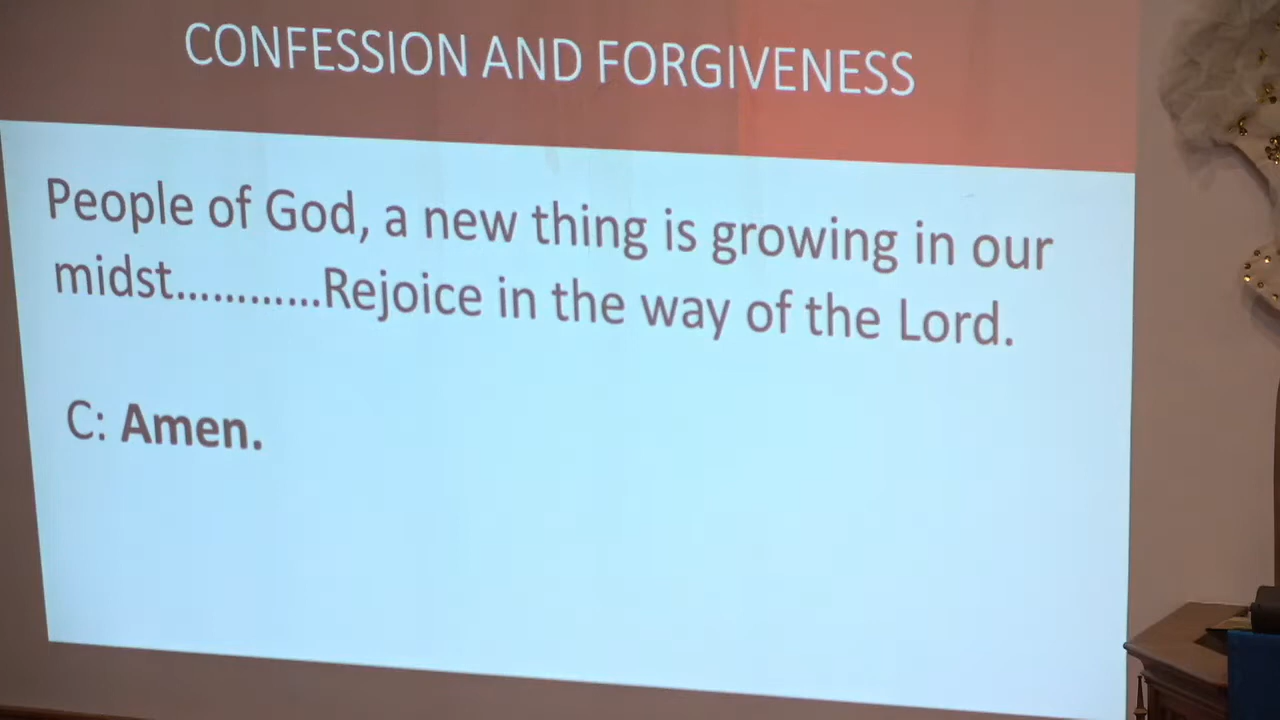 CONFESSION AND FORGIVENESS
People of God, a new thing is growing in our
midst............Rejoice in the way of the Lord.
C: Amen.